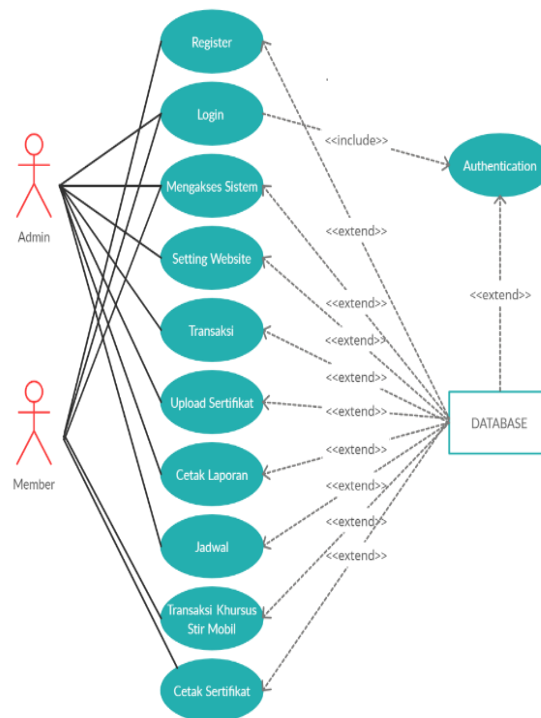 Register
Login
<<include>>
Authentication
Admin
Mengakses Sistem
<<extend>>
Setting Website
<<extend>>
<<extend>>
Transaksi
<<extend>>
<<extend>>
Upload Sertifikat
<<extend>>
DATABASE
Member
Cetak Laporan
<<extend>>
<<extend>>
Jadwal
<<extend>>
<<extend>>
Transaksi Khursus
Stir Mobil
Cetak Sertifikat